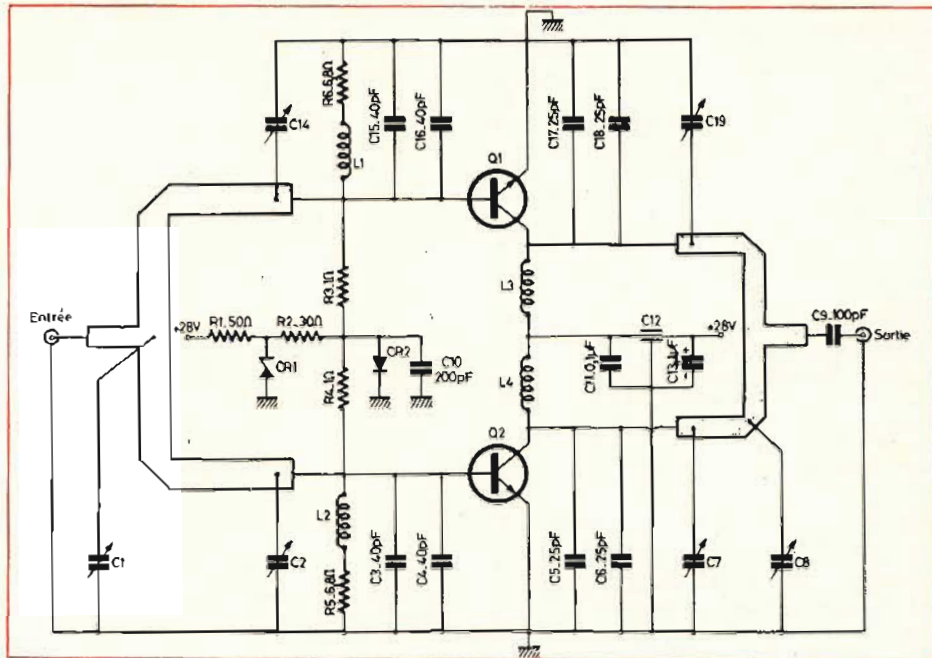 R6.6,8Ω
C14
C15.40pF
C16.40pF
C17.25pF
C18.25pF
C19
L1
Q1
R3.1Ω
L3
Entrée
+28V
R1.50Ω
R2.30Ω
CR1
CR2
C10
200pF
R4.1Ω
C12
+28V
C11.0,1µF
C13.1µF
+
-
C9.100pF
Sortie
L4
Q2
L2
C1
C2
C3.40pF
C4.40pF
C5.25pF
C6.25pF
C7
C8
R5.6,8Ω